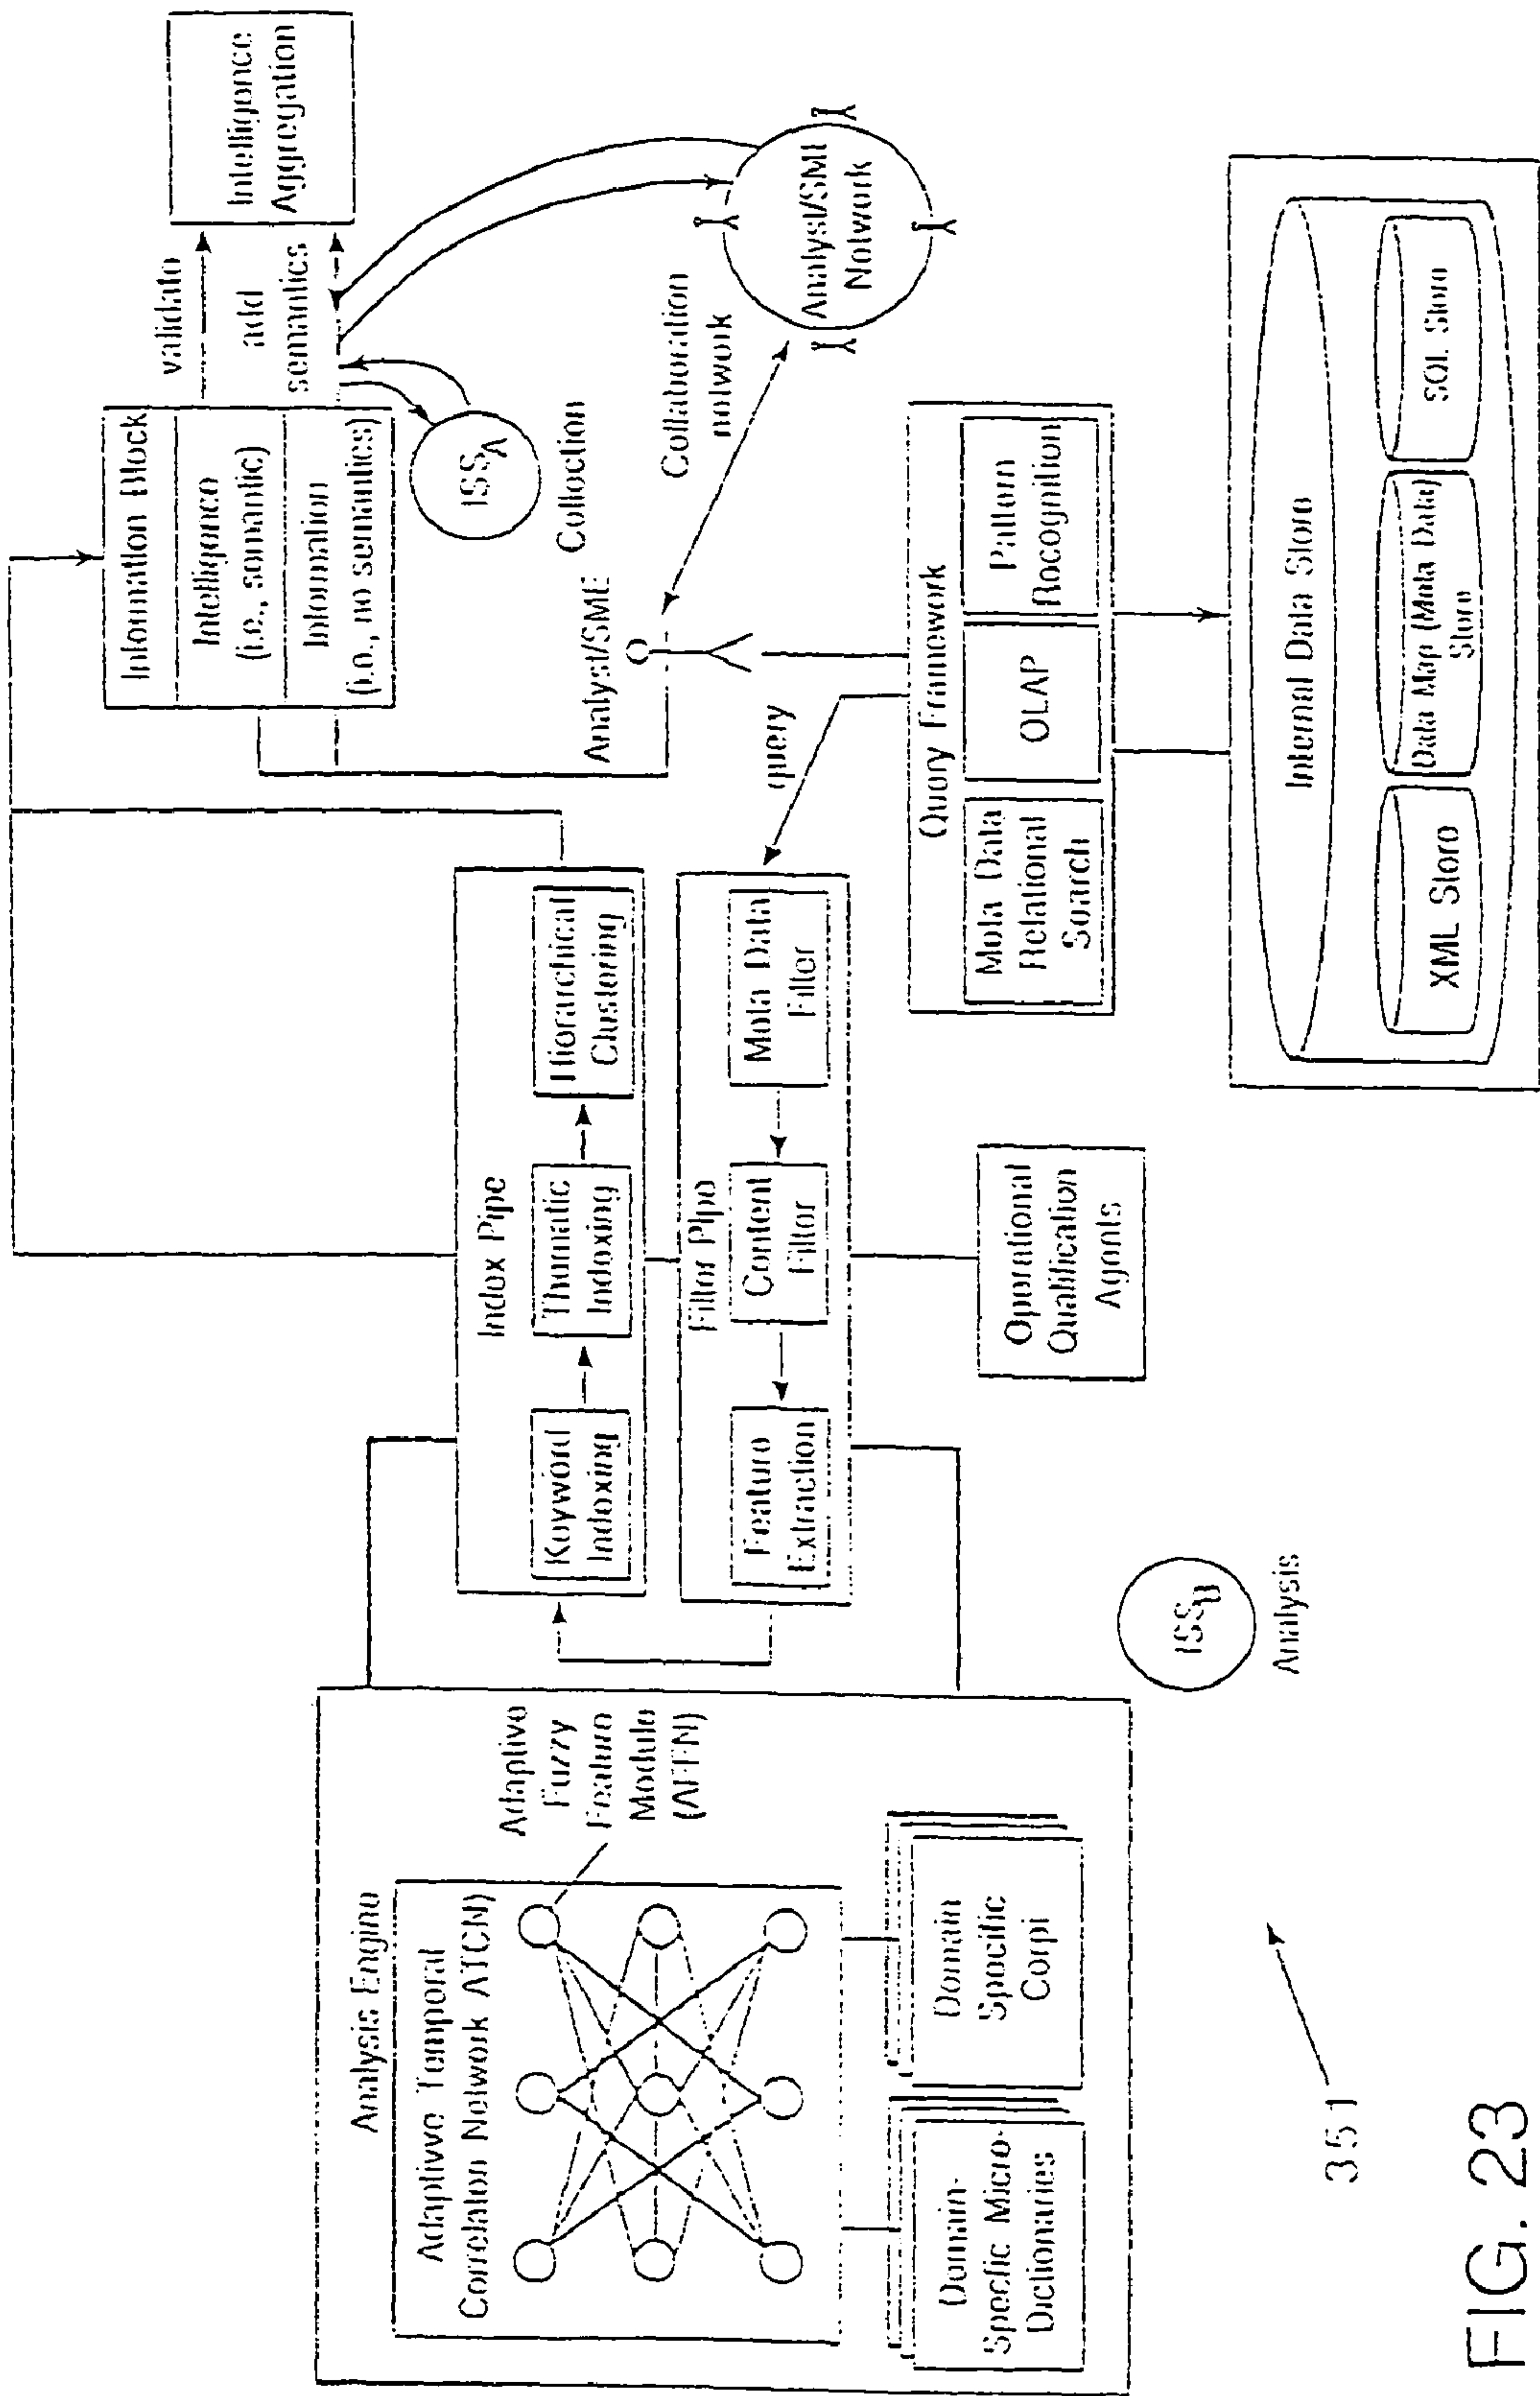 Analysis Engine
Adaptivve Temporal
Correlaton Network ATCN)
Adaptive
Fuzzy
Feature
Module
(AFFN)
Domain-
Specific Micro-
Dictionaries
Domain
Specific
Corpi
Index Pipe
Keyword
Indexing
Thematic
Indexing
Hierarchical
Clustering
Filter Pipe
Feature
Extraction
Content
Filter
Meta Data
Filter
Operational
Qualification
Agents
ISS
Analysis
Information Block
Intelligence
(i.e., semantic)
Information
(i.e., no semantics)
validate
add
semantics
Intelligence
Aggregation
ISSA
Collection
Analyst/SME
Collaboration
network
Analyst/SME
Network
query
Query Framework
Meta Data
Relational
Search
OLAP
Pattern
Recognition
Internal Data Store
XML Store
Data Map (Meta Data)
Store
SQL Store
351
FIG. 23